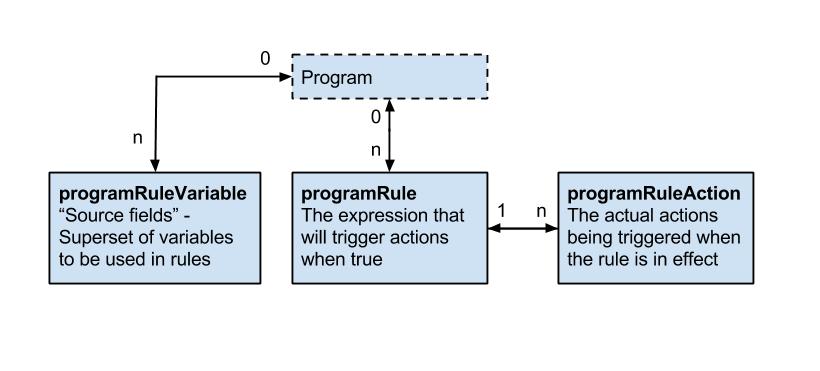 0
Program
n
0
n
programRuleVariable
“Source fields” -
Superset of variables
to be used in rules
programRule
The expression that
will trigger actions
when true
1
n
programRuleAction
The actual actions
being triggered when
the rule is in effect